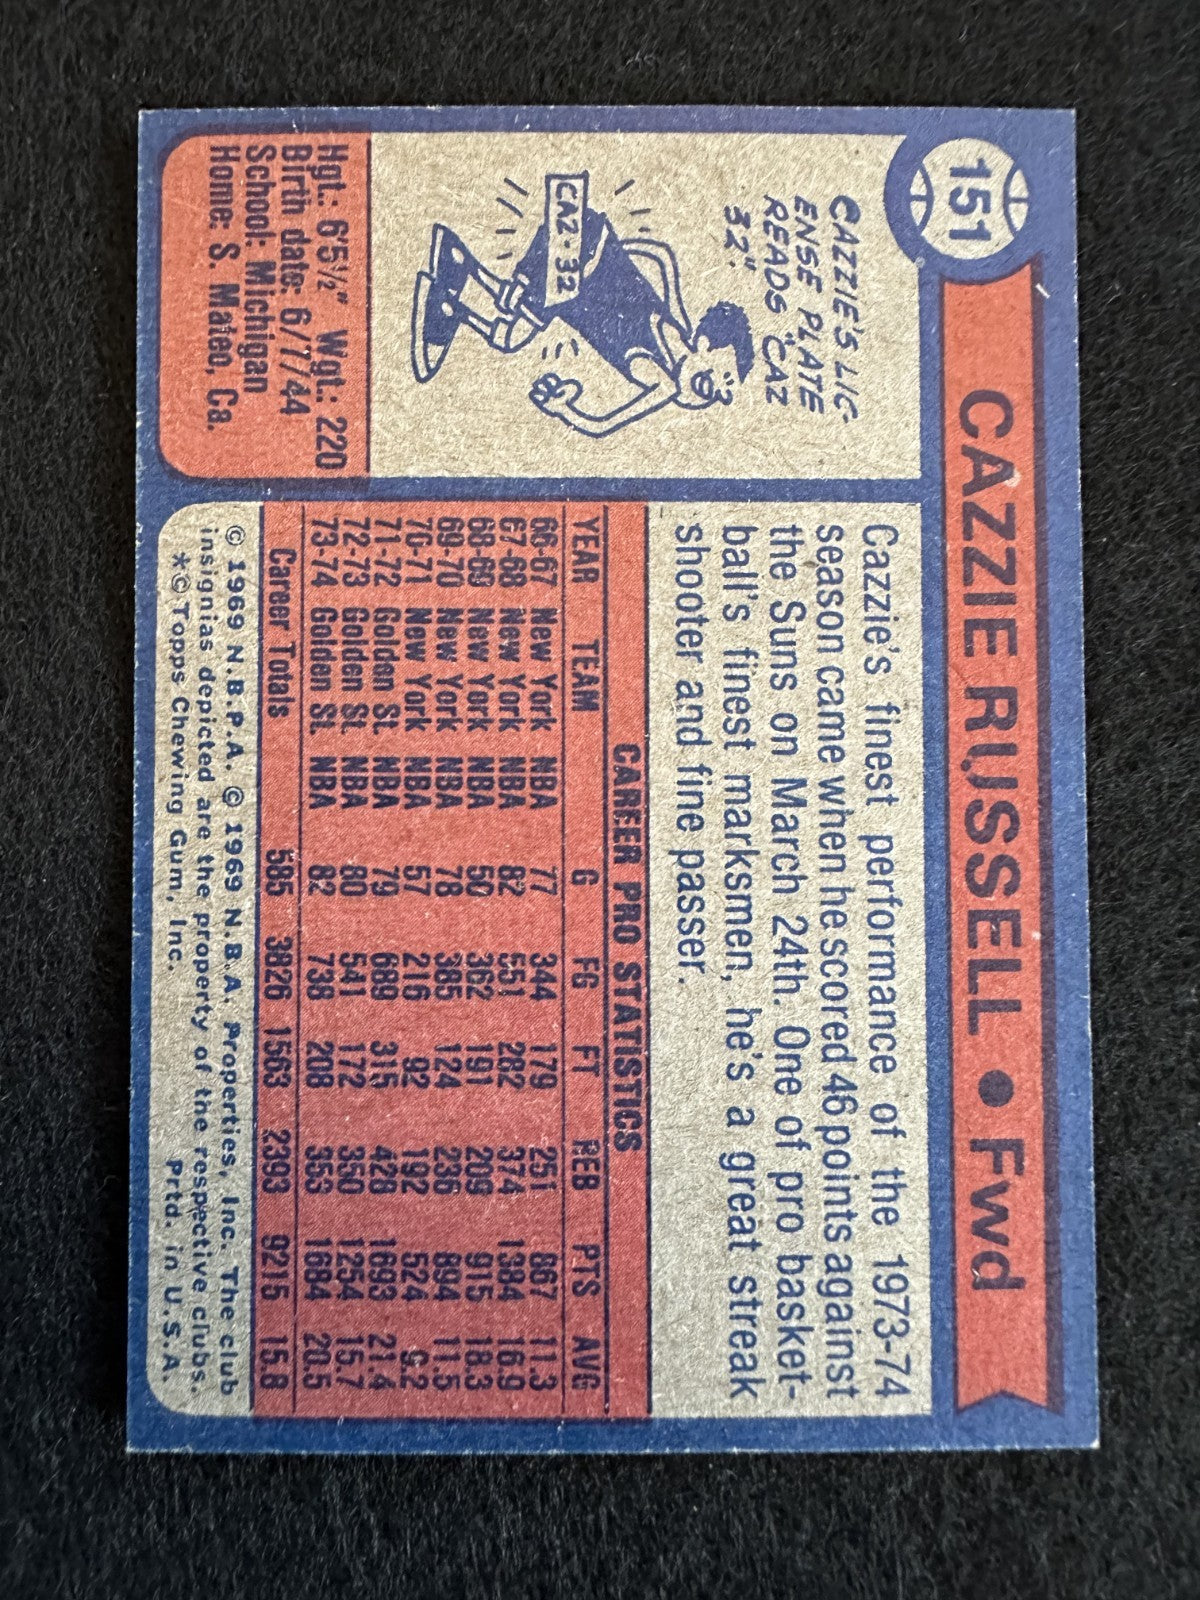 151
CAZZIE RUSSELL • Fwd
CAZZIE'S LIC-
ENSE PLATE
READS "CAZ
32".
CAZ-32
Hgt.: 6'5½" Wgt.: 220
Birth date: 6/7/44
School: Michigan
Home: S. Mateo, Ca.
Cazzie's finest performance of the 1973-74
season came when he scored 46 points against
the Suns on March 24th. One of pro basket-
ball's finest marksmen, he's a great streak
shooter and fine passer.
CAREER PRO STATISTICS
YEAR TEAM G FG FT REB PTS AVG
66-67 New York NBA 77 344 179 251 867 11.3
67-68 New York NBA 82 551 282 374 1384 16.9
68-69 New York NBA 50 362 191 209 915 18.3
69-70 New York NBA 78 385 124 236 894 11.5
70-71 New York NBA 57 216 92 192 524 9.2
71-72 Golden St. NBA 79 689 315 428 1693 21.4
72-73 Golden St. NBA 80 541 172 350 1254 15.7
73-74 Golden St. NBA 82 738 208 353 1684 20.5
Career Totals 585 3826 1563 2393 9215 15.8
© 1969 N.B.P.A. © 1969 N.B.A. Properties, Inc. The club
insignias depicted are the property of the respective clubs.
*© Topps Chewing Gum, Inc. Prtd. in U.S.A.